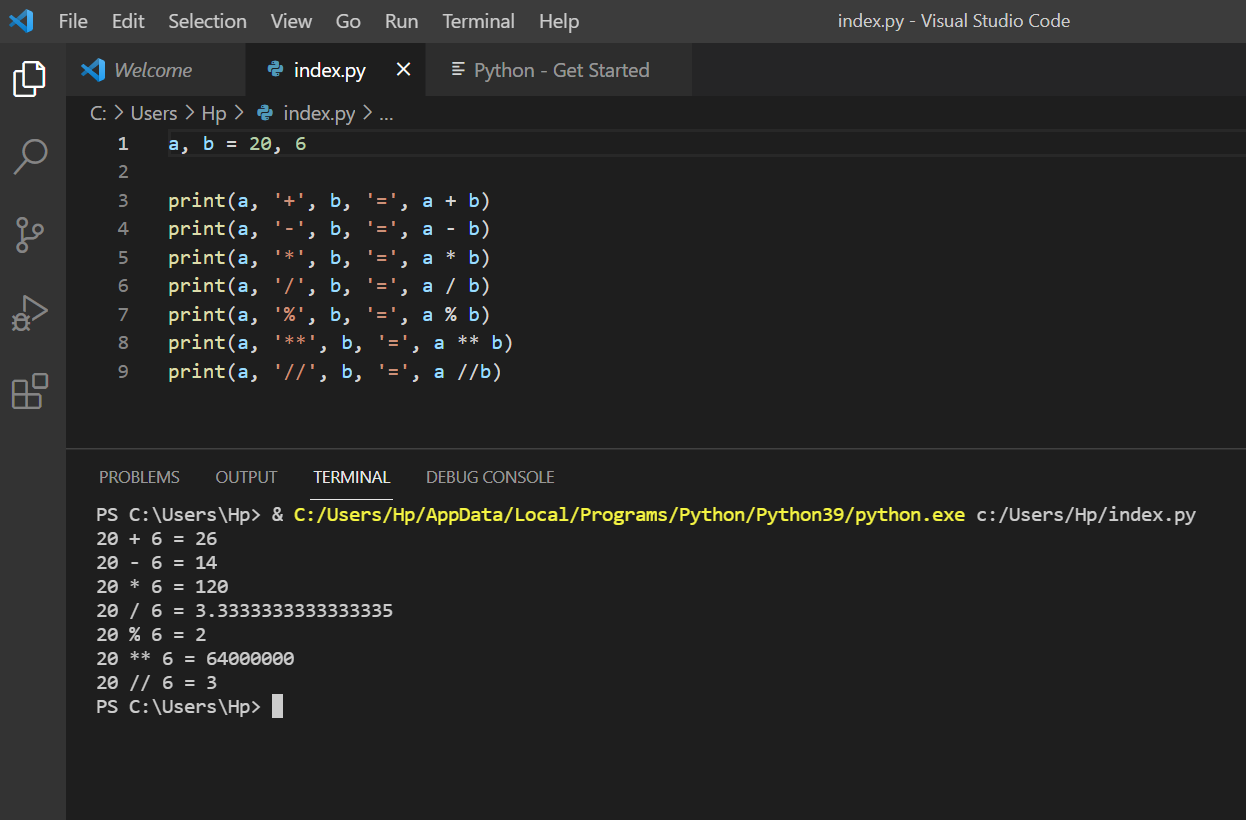 File Edit Selection View Go Run Terminal Help index.py - Visual Studio Code
Welcome index.py Python - Get Started
C: > Users > Hp > index.py > ...
1 a, b = 20, 6
2
3 print(a, '+', b, '=', a + b)
4 print(a, '-', b, '=', a - b)
5 print(a, '*', b, '=', a * b)
6 print(a, '/', b, '=', a / b)
7 print(a, '%', b, '=', a % b)
8 print(a, '**', b, '=', a ** b)
9 print(a, '//', b, '=', a //b)
PROBLEMS OUTPUT TERMINAL DEBUG CONSOLE
PS C:\Users\Hp> & C:/Users/Hp/AppData/Local/Programs/Python/Python39/python.exe c:/Users/Hp/index.py
20 + 6 = 26
20 - 6 = 14
20 * 6 = 120
20 / 6 = 3.3333333333333335
20 % 6 = 2
20 ** 6 = 64000000
20 // 6 = 3
PS C:\Users\Hp>